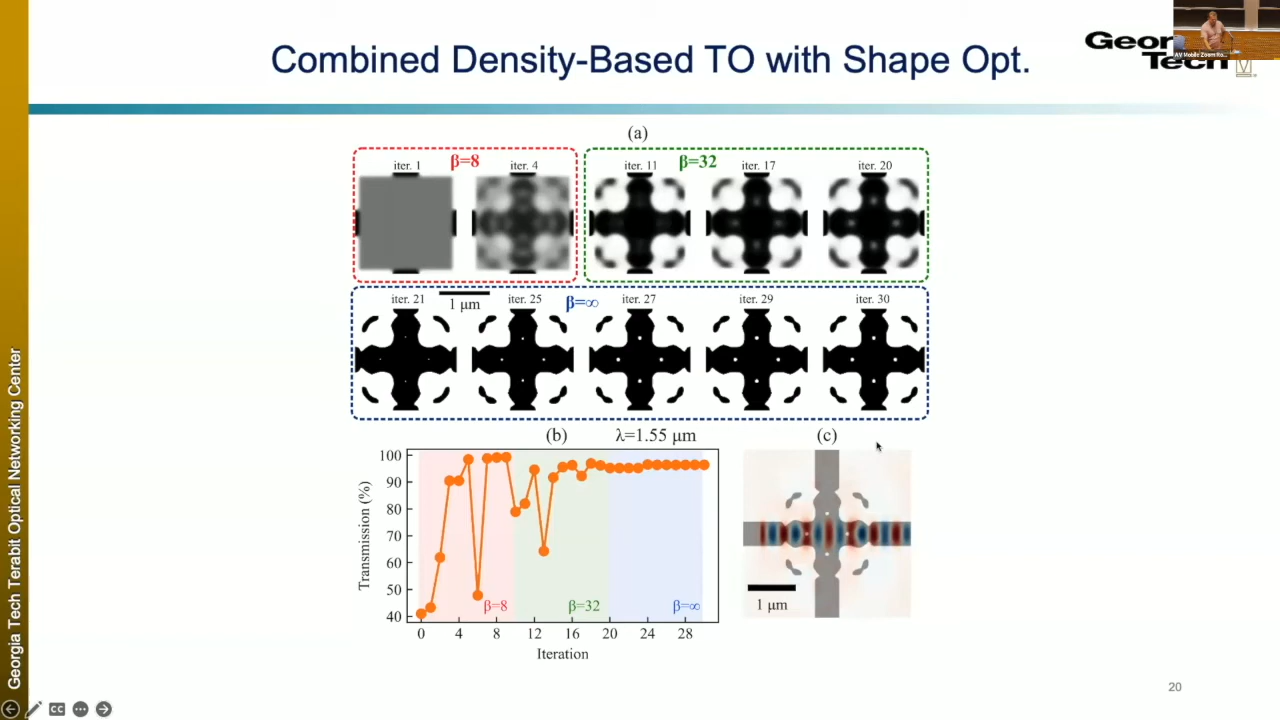 Combined Density-Based TO with Shape Opt.
Geor
Tech
Georgia Tech Terabit Optical Networking Center
(a)
β=8
β=32
iter. 1
iter. 4
iter. 11
iter. 17
iter. 20
1 μm
β=∞
iter. 21
iter. 25
iter. 27
iter. 29
iter. 30
(b)
λ=1.55 μm
(c)
Transmission (%)
100
90
80
70
60
50
40
β=8
β=32
β=∞
0
4
8
12
16
20
24
28
Iteration
1 μm
20
CC